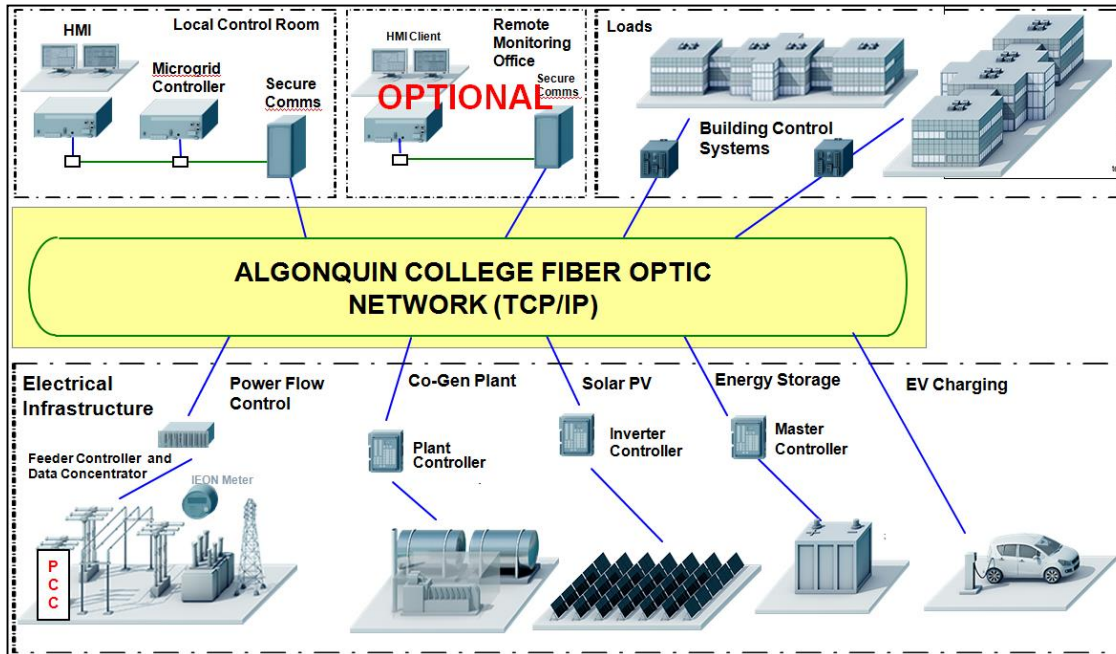 HMI
Local Control Room
Microgrid
Controller
Secure
Comms
HMI Client
Remote
Monitoring
Office
Secure
Comms
OPTIONAL
Loads
Building Control
Systems
to
ALGONQUIN COLLEGE FIBER OPTIC
NETWORK (TCP/IP)
Electrical
Infrastructure
Power Flow
Control
Feeder Controller and
Data Concentrator
IEON Meter
PCC
Co-Gen Plant
Plant
Controller
Solar PV
Inverter
Controller
Energy Storage
Master
Controller
EV Charging